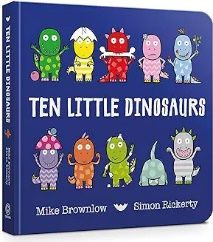 TEN LITTLE DINOSAURS
Mike Brownlow
Simon Rickerty
TEN LITTLE DINOSAURS